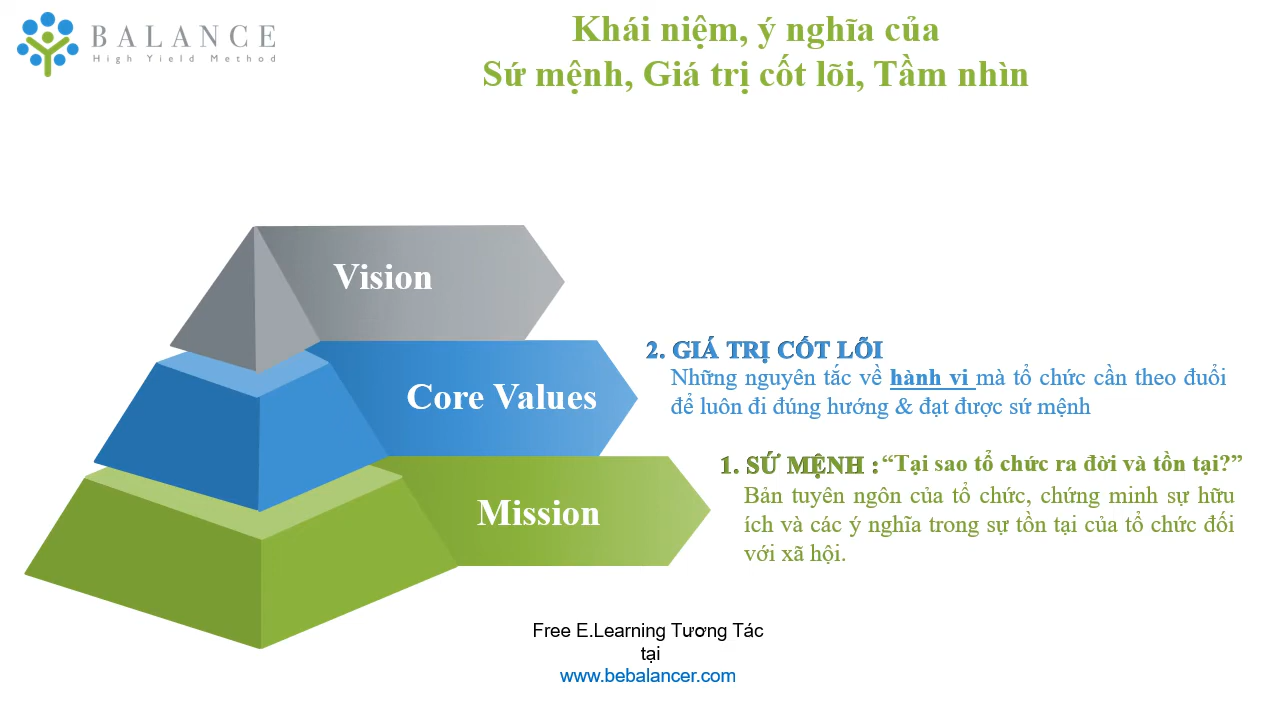 BALANCE
High Yield Method
Khái niệm, ý nghĩa của
Sứ mệnh, Giá trị cốt lõi, Tầm nhìn
Vision
2. GIÁ TRỊ CỐT LÕI
Những nguyên tắc về hành vi mà tổ chức cần theo đuổi
để luôn đi đúng hướng & đạt được sứ mệnh
Core Values
1. SỨ MỆNH : “Tại sao tổ chức ra đời và tồn tại?”
Bản tuyên ngôn của tổ chức, chứng minh sự hữu
ích và các ý nghĩa trong sự tồn tại của tổ chức đối
với xã hội.
Mission
Free E.Learning Tương Tác
tại
www.bebalancer.com